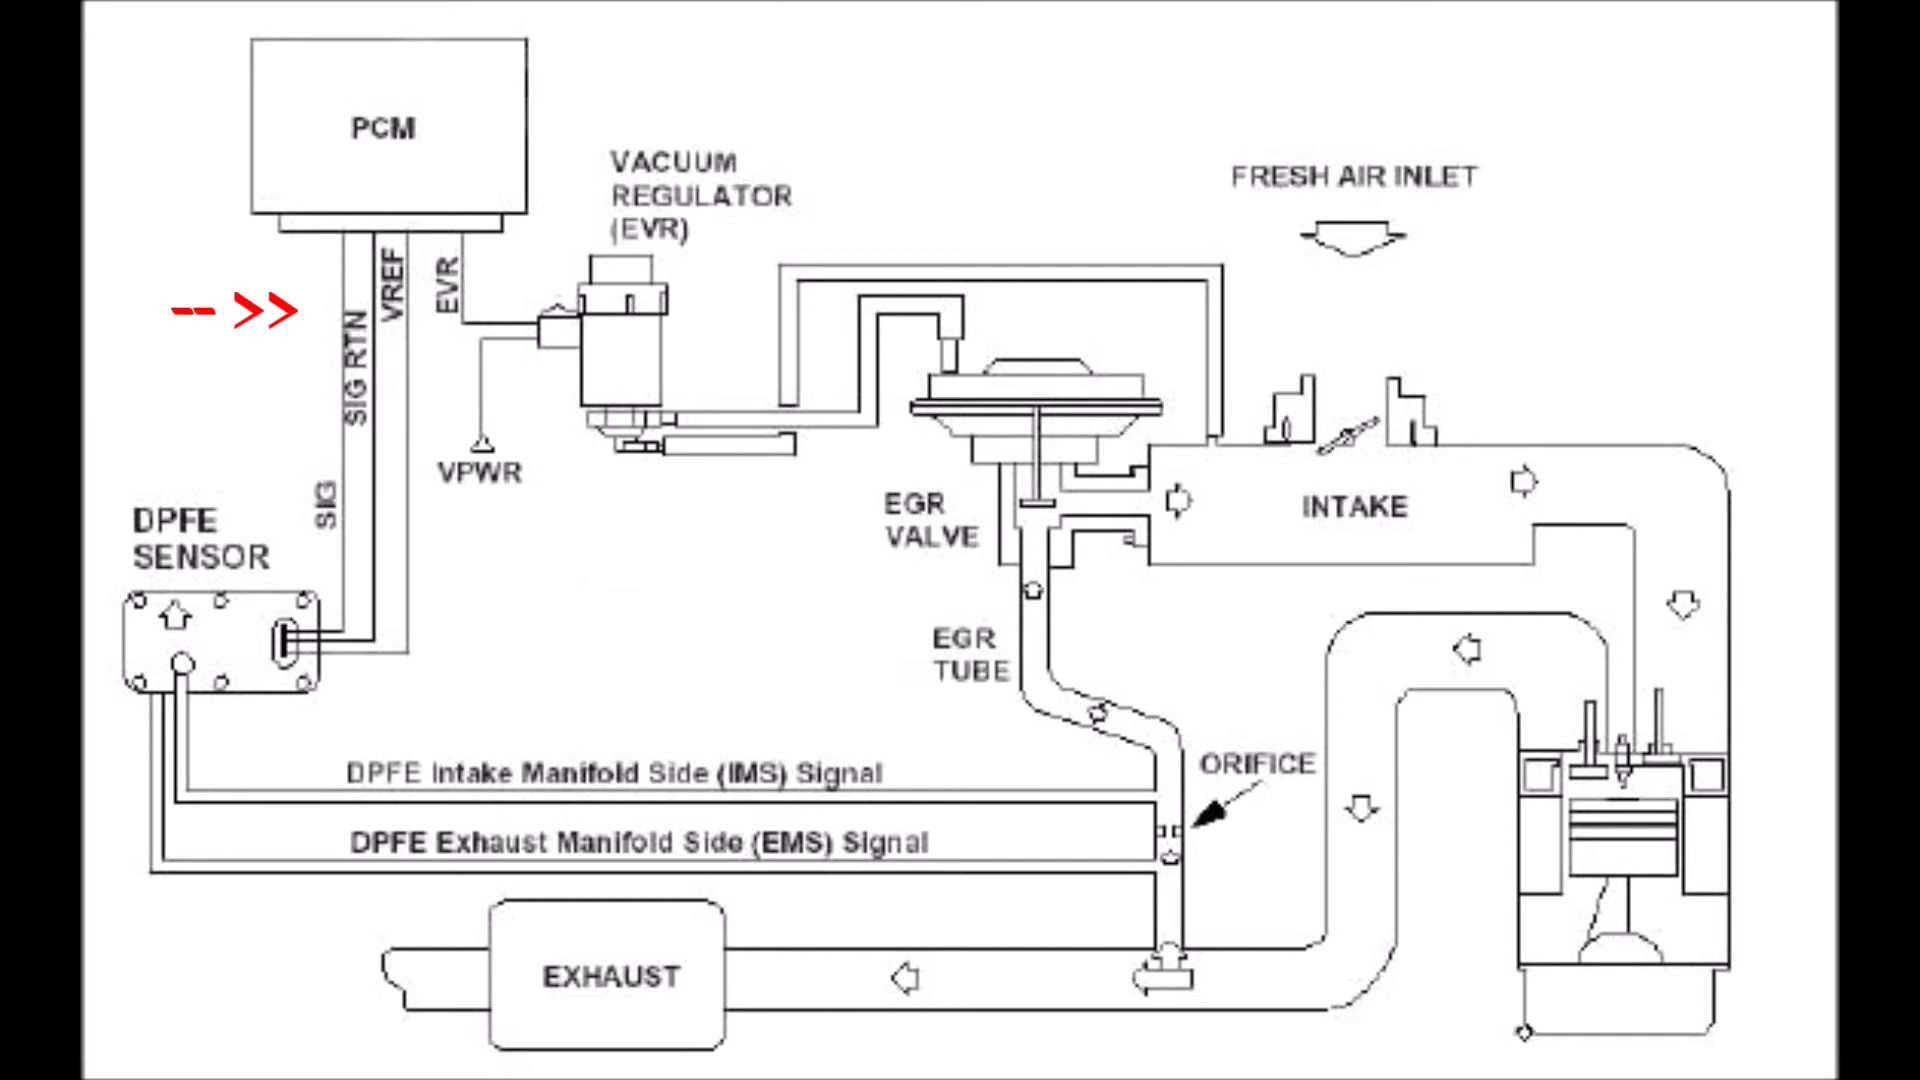 PCM
VACUUM
REGULATOR
(EVR)
FRESH AIR INLET
-- >>
SIG
SIG RTN
VREF
EVR
VPWR
DPFE
SENSOR
EGR
VALVE
INTAKE
EGR
TUBE
ORIFICE
DPFE Intake Manifold Side (IMS) Signal
DPFE Exhaust Manifold Side (EMS) Signal
EXHAUST